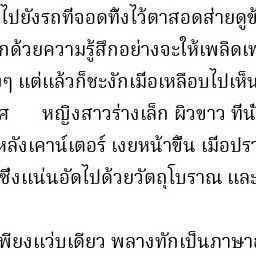 ไปยังรถที่จอดทิ้งไว้ตาสอดส่ายดู
กด้วยความรู้สึกอย่างจะให้เพลิดเ
ๆ แต่แล้วก็ชะงักเมื่อเหลือบไปเห็น
ศ หญิงสาวร่างเล็ก ผิวขาว ที่นั
หลังเคาน์เตอร์ เงยหน้าขึ้น เมื่อปรา
ซึ่งแน่นอัดไปด้วยวัตถุโบราณ และ
พียงแว่บเดียว พลางทักเป็นภาษา